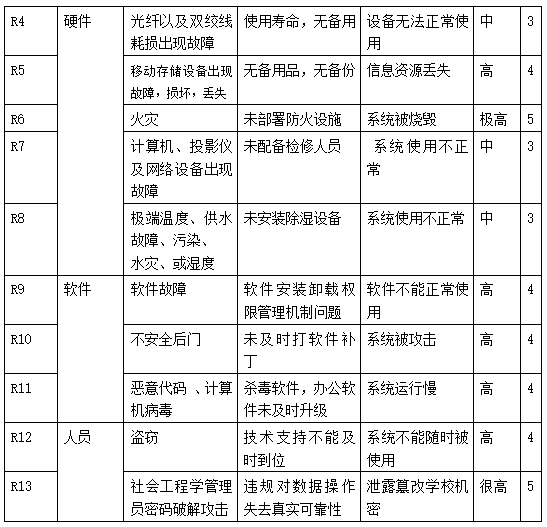 R4 硬件 光纤以及双绞线 使用寿命，无备用 设备无法正常使 中 3
耗损出现故障 用
R5 移动存储设备出现 无备用品，无备份 信息资源丢失 高 4
故障，损坏，丢失
R6 火灾 未部署防火设施 系统被烧毁 极高 5
R7 计算机、投影仪 未配备检修人员 系统使用不正 中 3
及网络设备出现 常
故障
R8 极端温度、供水 未安装除湿设备 系统使用不正常 中 3
故障、污染、
水灾、或湿度
R9 软件 软件故障 软件安装卸载权 软件不能正常使 高 4
限管理机制问题 用
R10 不安全后门 未及时打软件补 系统被攻击 高 4
丁
R11 恶意代码 、计算 杀毒软件，办公软 系统运行慢 高 4
机病毒 件未及时升级
R12 人员 盗窃 技术支持不能及 系统不能随时被 高 4
时到位 使用
R13 社会工程学管理 违规对数据操作 泄露篡改学校机 很高 5
员密码破解攻击 失去真实可靠性 密